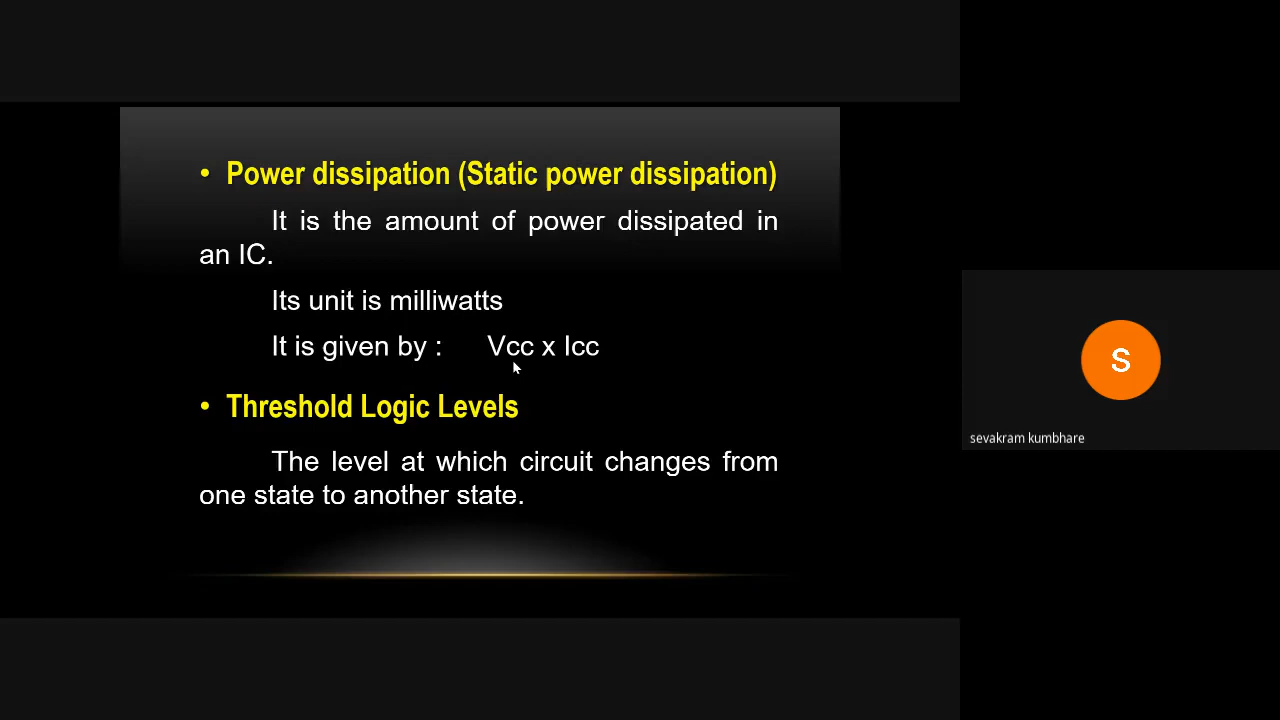 • Power dissipation (Static power dissipation)
It is the amount of power dissipated in
an IC.
Its unit is milliwatts
It is given by : Vcc x Icc
• Threshold Logic Levels
The level at which circuit changes from
one state to another state.
S
sevakram kumbhare